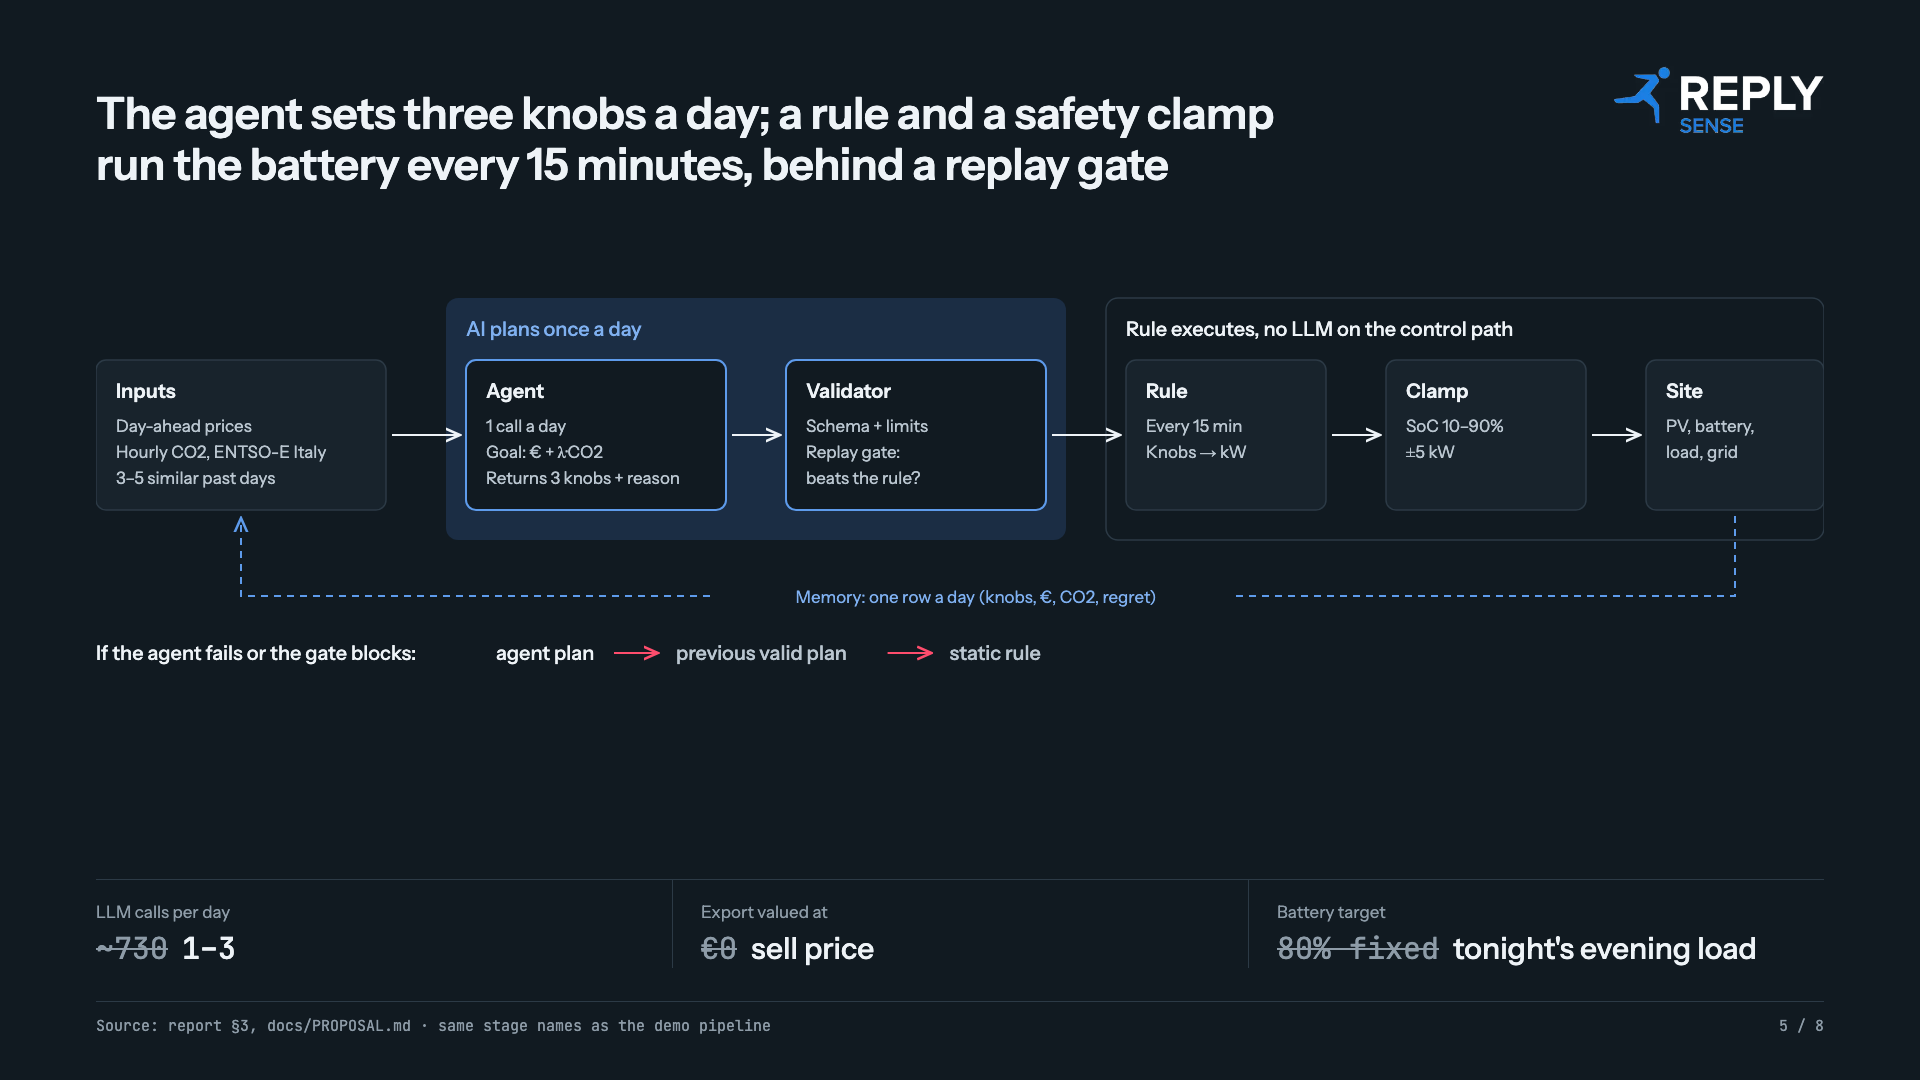 The agent sets three knobs a day; a rule and a safety clamp
run the battery every 15 minutes, behind a replay gate
REPLY
SENSE
AI plans once a day
Rule executes, no LLM on the control path
Inputs
Day-ahead prices
Hourly CO2, ENTSO-E Italy
3–5 similar past days
Agent
1 call a day
Goal: € + λ·CO2
Returns 3 knobs + reason
Validator
Schema + limits
Replay gate:
beats the rule?
Rule
Every 15 min
Knobs → kW
Clamp
SoC 10–90%
±5 kW
Site
PV, battery,
load, grid
Memory: one row a day (knobs, €, CO2, regret)
If the agent fails or the gate blocks: agent plan → previous valid plan → static rule
LLM calls per day
~730 1–3
Export valued at
€0 sell price
Battery target
80% fixed tonight's evening load
Source: report §3, docs/PROPOSAL.md · same stage names as the demo pipeline
5 / 8